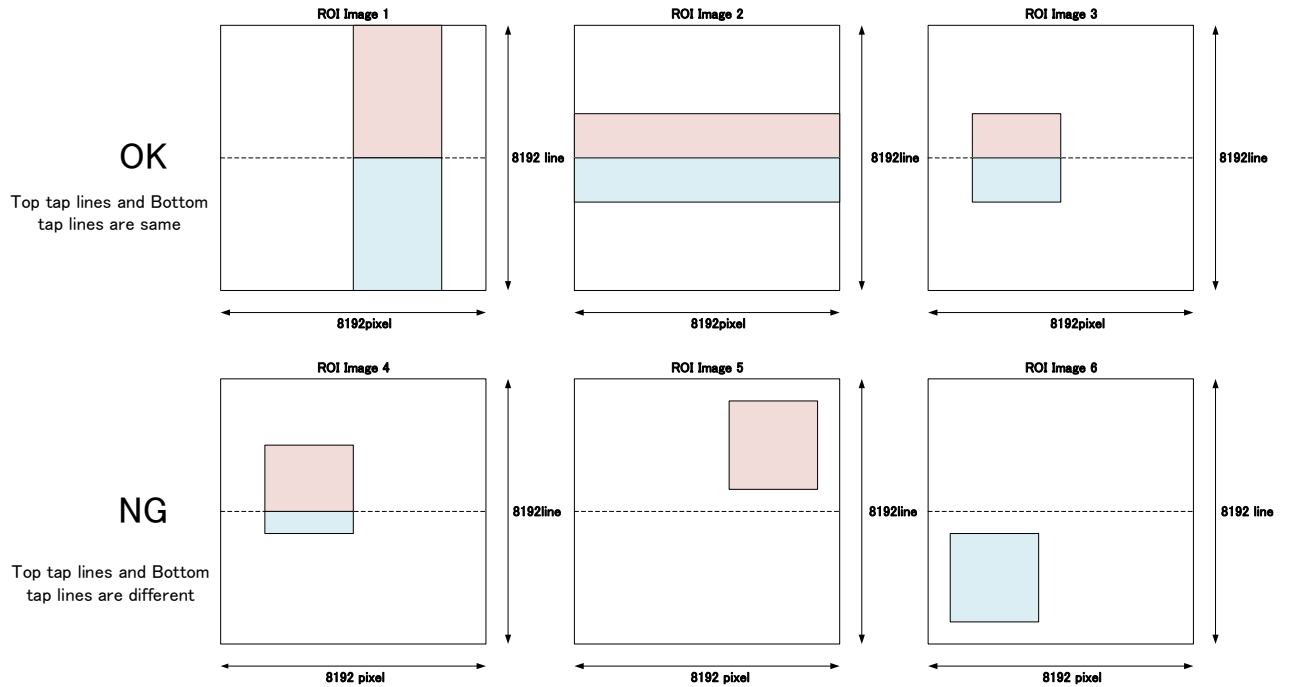 ROI Image 1
ROI Image 2
ROI Image 3
OK
Top tap lines and Bottom
tap lines are same
8192 line
8192line
8192line
8192pixel
8192pixel
8192pixel
ROI Image 4
ROI Image 5
ROI Image 6
NG
Top tap lines and Bottom
tap lines are different
8192line
8192line
8192 line
8192 pixel
8192 pixel
8192 pixel